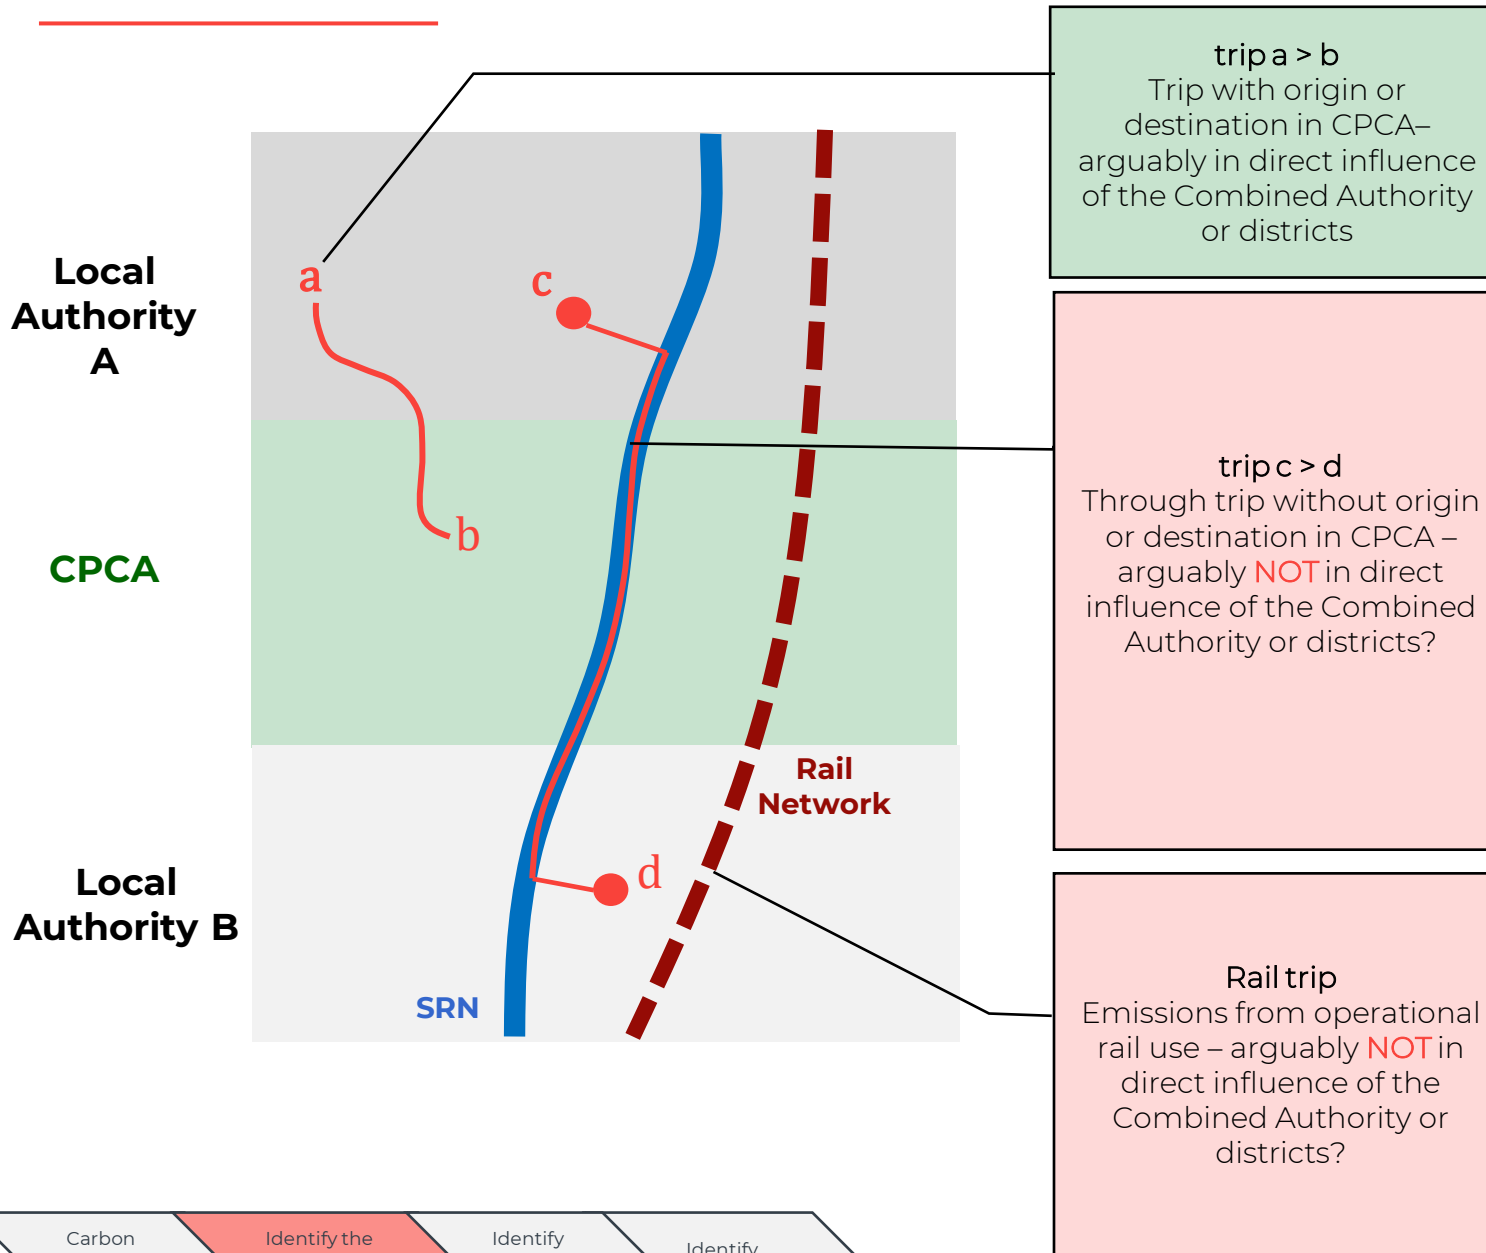 trip a > b
Trip with origin or
destination in CPCA–
arguably in direct influence
of the Combined Authority
or districts
Local
Authority
A
a
c
trip c > d
Through trip without origin
or destination in CPCA –
arguably NOT in direct
influence of the Combined
Authority or districts?
b
CPCA
Rail
Network
Local
Authority B
d
SRN
Rail trip
Emissions from operational
rail use – arguably NOT in
direct influence of the
Combined Authority or
districts?
Carbon
Identify the
Identify
Identify